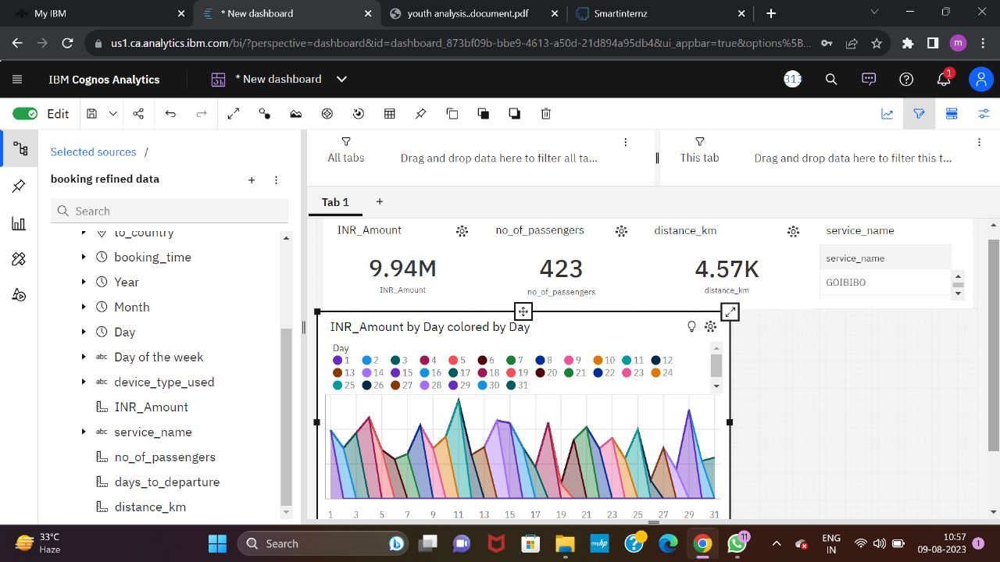 My IBM
* New dashboard
youth analysis..document.pdf
Smartinternz
us1.ca.analytics.ibm.com/bi/?perspective=dashboard&id=dashboard_873bf09b-bbe9-4613-a50d-21d894a95db4&ui_appbar=true&options%5B...
m
IBM Cognos Analytics
* New dashboard
313
1
Edit
Selected sources /
booking refined data
Search
to_country
booking_time
Year
Month
Day
abc Day of the week
abc device_type_used
INR_Amount
abc service_name
no_of_passengers
days_to_departure
distance_km
All tabs
Drag and drop data here to filter all ta...
This tab
Drag and drop data here to filter this t...
Tab 1
INR_Amount
9.94M
INR_Amount
no_of_passengers
423
no_of_passengers
distance_km
4.57K
distance_km
service_name
service_name
GOIBIBO
INR_Amount by Day colored by Day
Day
1 2 3 4 5 6 7 8 9 10 11 12
13 14 15 16 17 18 19 20 21 22 23 24
25 26 27 28 29 30 31
1 3 5 7 9 11 13 15 17 19 21 23 25 27 29 31
33°C
Haze
Search
myhp
11
ENG
IN
10:57
09-08-2023
1